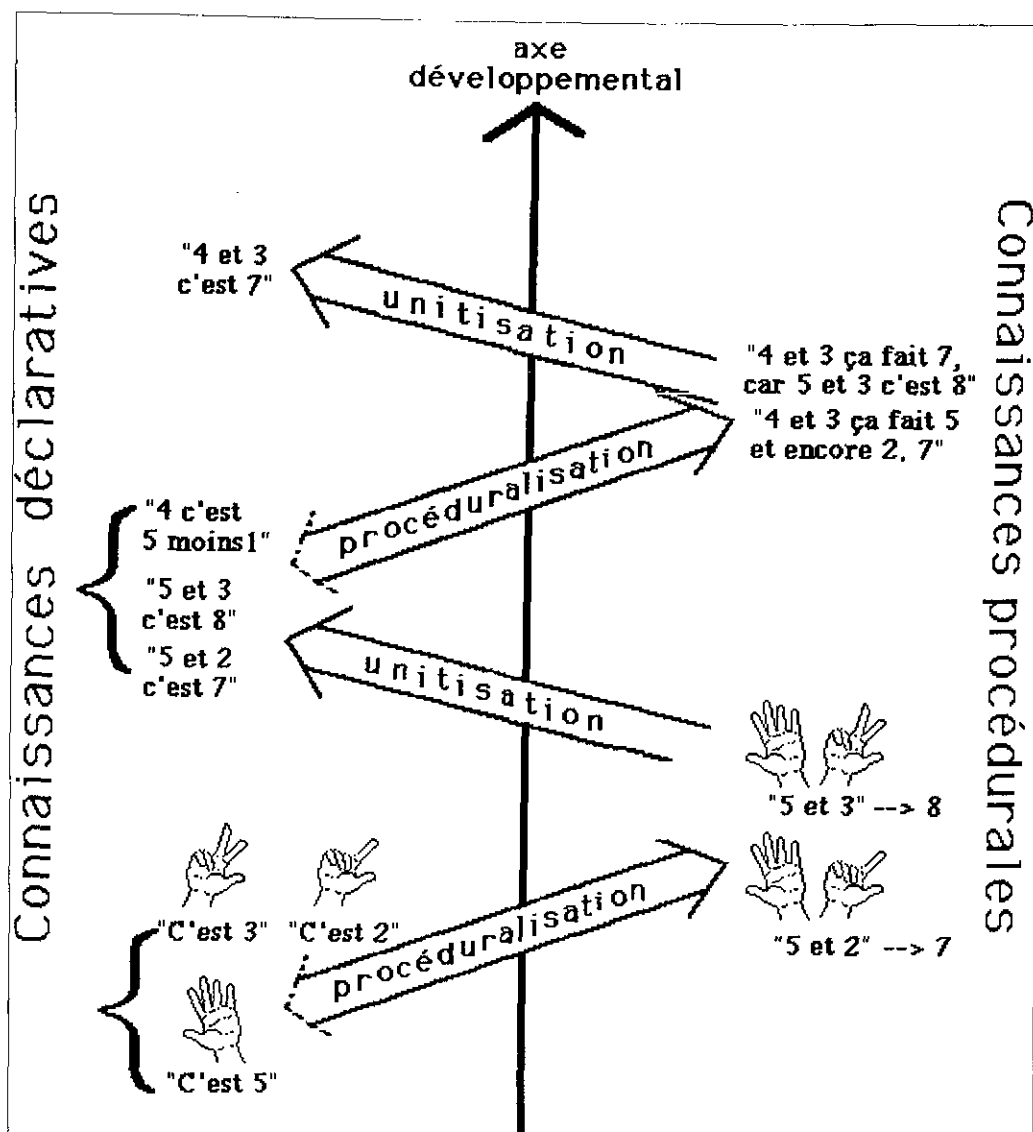 axe
développemental
Connaissances déclaratives
Connaissances procédurales
"4 et 3
c'est 7"
unitisation
"4 et 3 ça fait 7,
car 5 et 3 c'est 8"
"4 et 3 ça fait 5
et encore 2, 7"
procéduralisation
"4 c'est
5 moins1"
"5 et 3
c'est 8"
"5 et 2
c'est 7"
unitisation
"5 et 3" --> 8
"C'est 3" "C'est 2"
procéduralisation
"5 et 2" --> 7
"C'est 5"